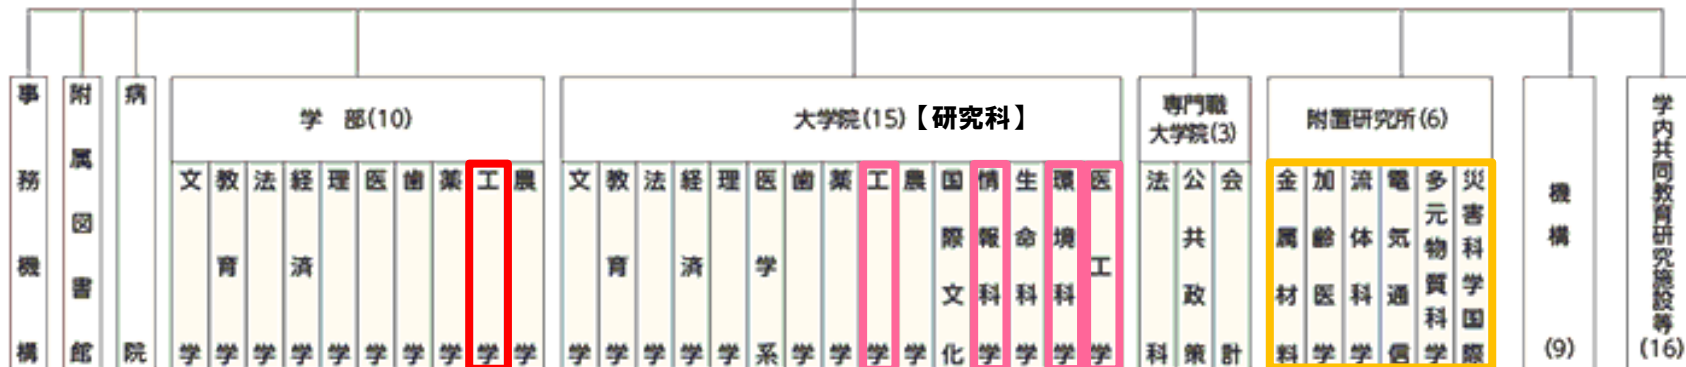 事務機構
附属図書館
病院
学 部(10)
文学
教育学
法学
経済学
理学
医学
歯学
薬学
工学
農学
大学院(15)【研究科】
文学
教育学
法学
経済学
理学
医学系
歯学
薬学
工学
農学
国際文化
情報科学
生命科学
環境科学
医工学
専門職
大学院(3)
法科
公共政策
会計
附置研究所(6)
金属材料
加齢医学
流体科学
電気通信
多元物質科学
災害科学国際
機構(9)
学内共同教育研究施設等(16)